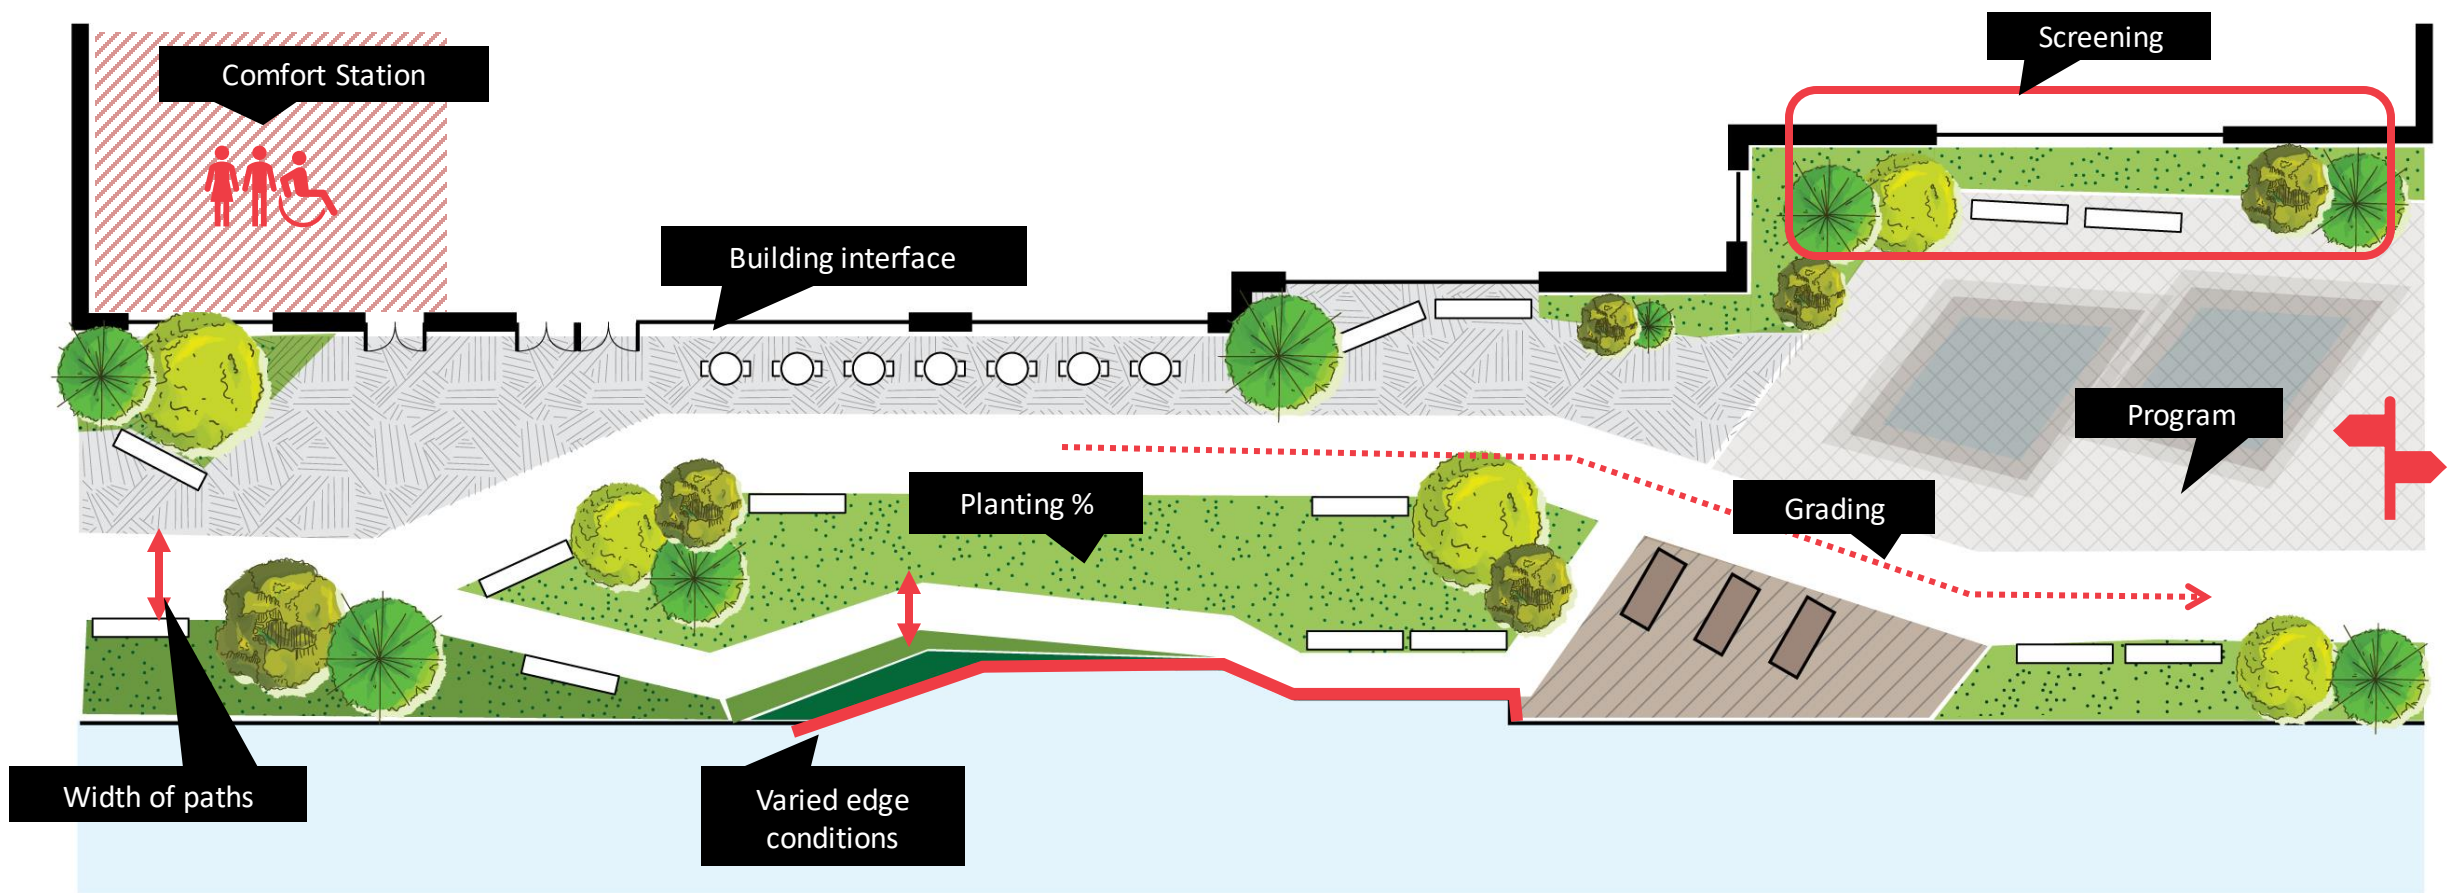 Screening
Comfort Station
Building interface
Program
Planting %
Grading
Width of paths
Varied edge
conditions